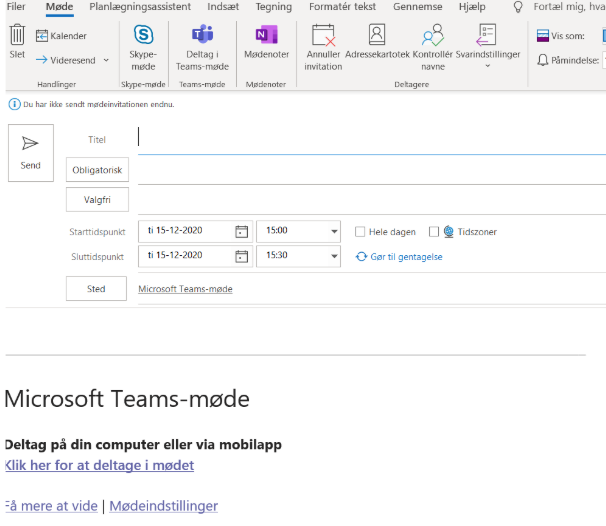 Filer Møde Planlægningsassistent Indsæt Tegning Formatér tekst Gennemse Hjælp Fortæl mig, hva
Slet
Kalender
Videresend
Handlinger
Skype-
møde
Skype-møde
Deltag i
Teams-møde
Teams-møde
Mødenoter
Mødenoter
Annuller
invitation
Adressekartotek
Kontrollér
navne
Svarindstillinger
Deltagere
Vis som:
Påmindelse:
Du har ikke sendt mødeinvitationen endnu.
Send
Titel
Obligatorisk
Valgfri
Starttidspunkt ti 15-12-2020 15:00 Hele dagen Tidszoner
Sluttidspunkt ti 15-12-2020 15:30 Gør til gentagelse
Sted Microsoft Teams-møde
Microsoft Teams-møde
Deltag på din computer eller via mobilapp
Klik her for at deltage i mødet
Få mere at vide | Mødeindstillinger